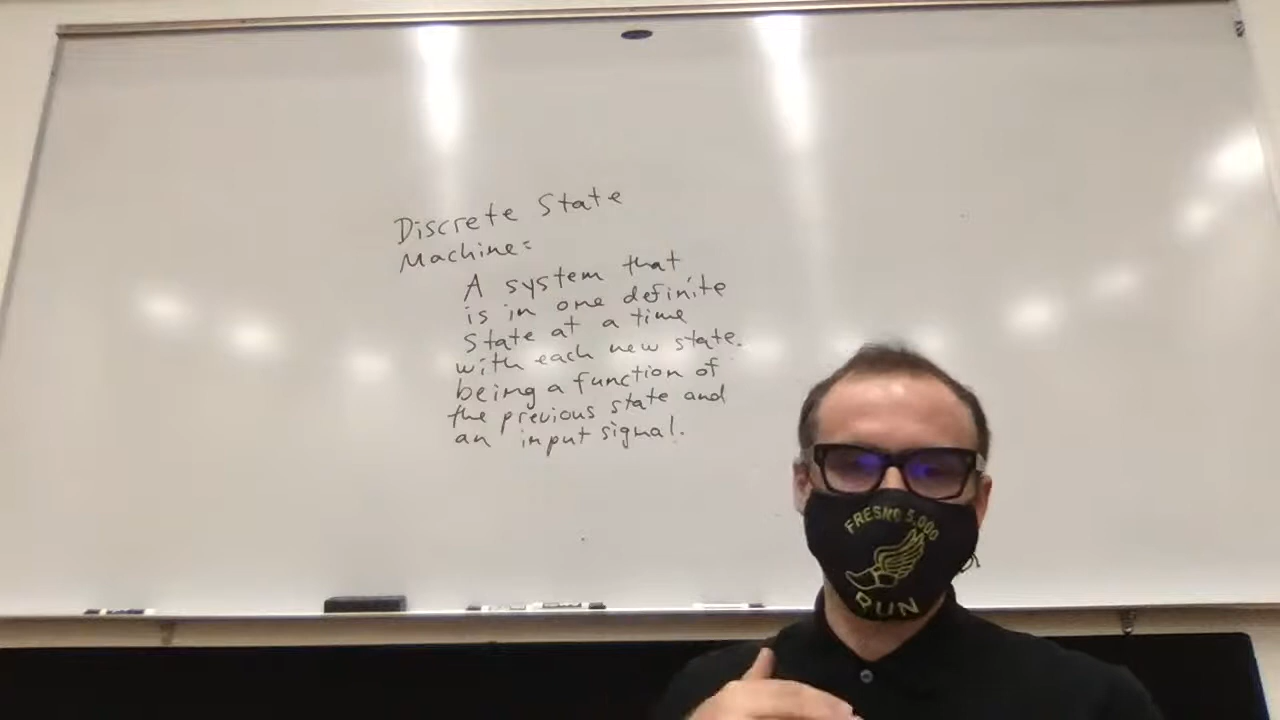 Discrete State
Machine:
A system that
is in one definite
State at a time
with each new state.
being a function of
the previous state and
an input signal.
FRESNO 5,000
RUN